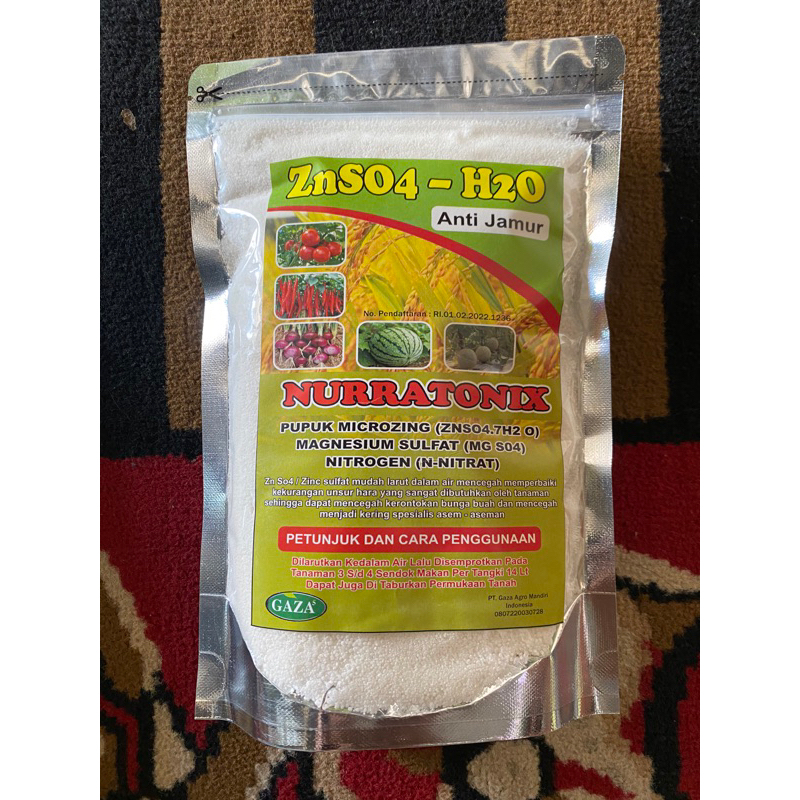 ZnSO4 – H2O
Anti Jamur
No. Pendaftaran : RI.01.02.2022.1236
NURRATONIX
PUPUK MICROZING (ZNSO4.7H2 O)
MAGNESIUM SULFAT (MG S04)
NITROGEN (N-NITRAT)
Zn So4 / Zinc sulfat mudah larut dalam air mencegah memperbaiki
kekurangan unsur hara yang sangat dibutuhkan oleh tanaman
sehingga dapat mencegah kerontokan bunga buah dan mencegah
menjadi kering spesialis asem - aseman
PETUNJUK DAN CARA PENGGUNAAN
Dilarutkan Kedalam Air Lalu Disemprotkan Pada
Tanaman 3 S/d 4 Sendok Makan Per Tangki 14 Lt
Dapat Juga Di Taburkan Permukaan Tanah
GAZA
PT. Gaza Agro Mandiri
Indonesia
0807220030728